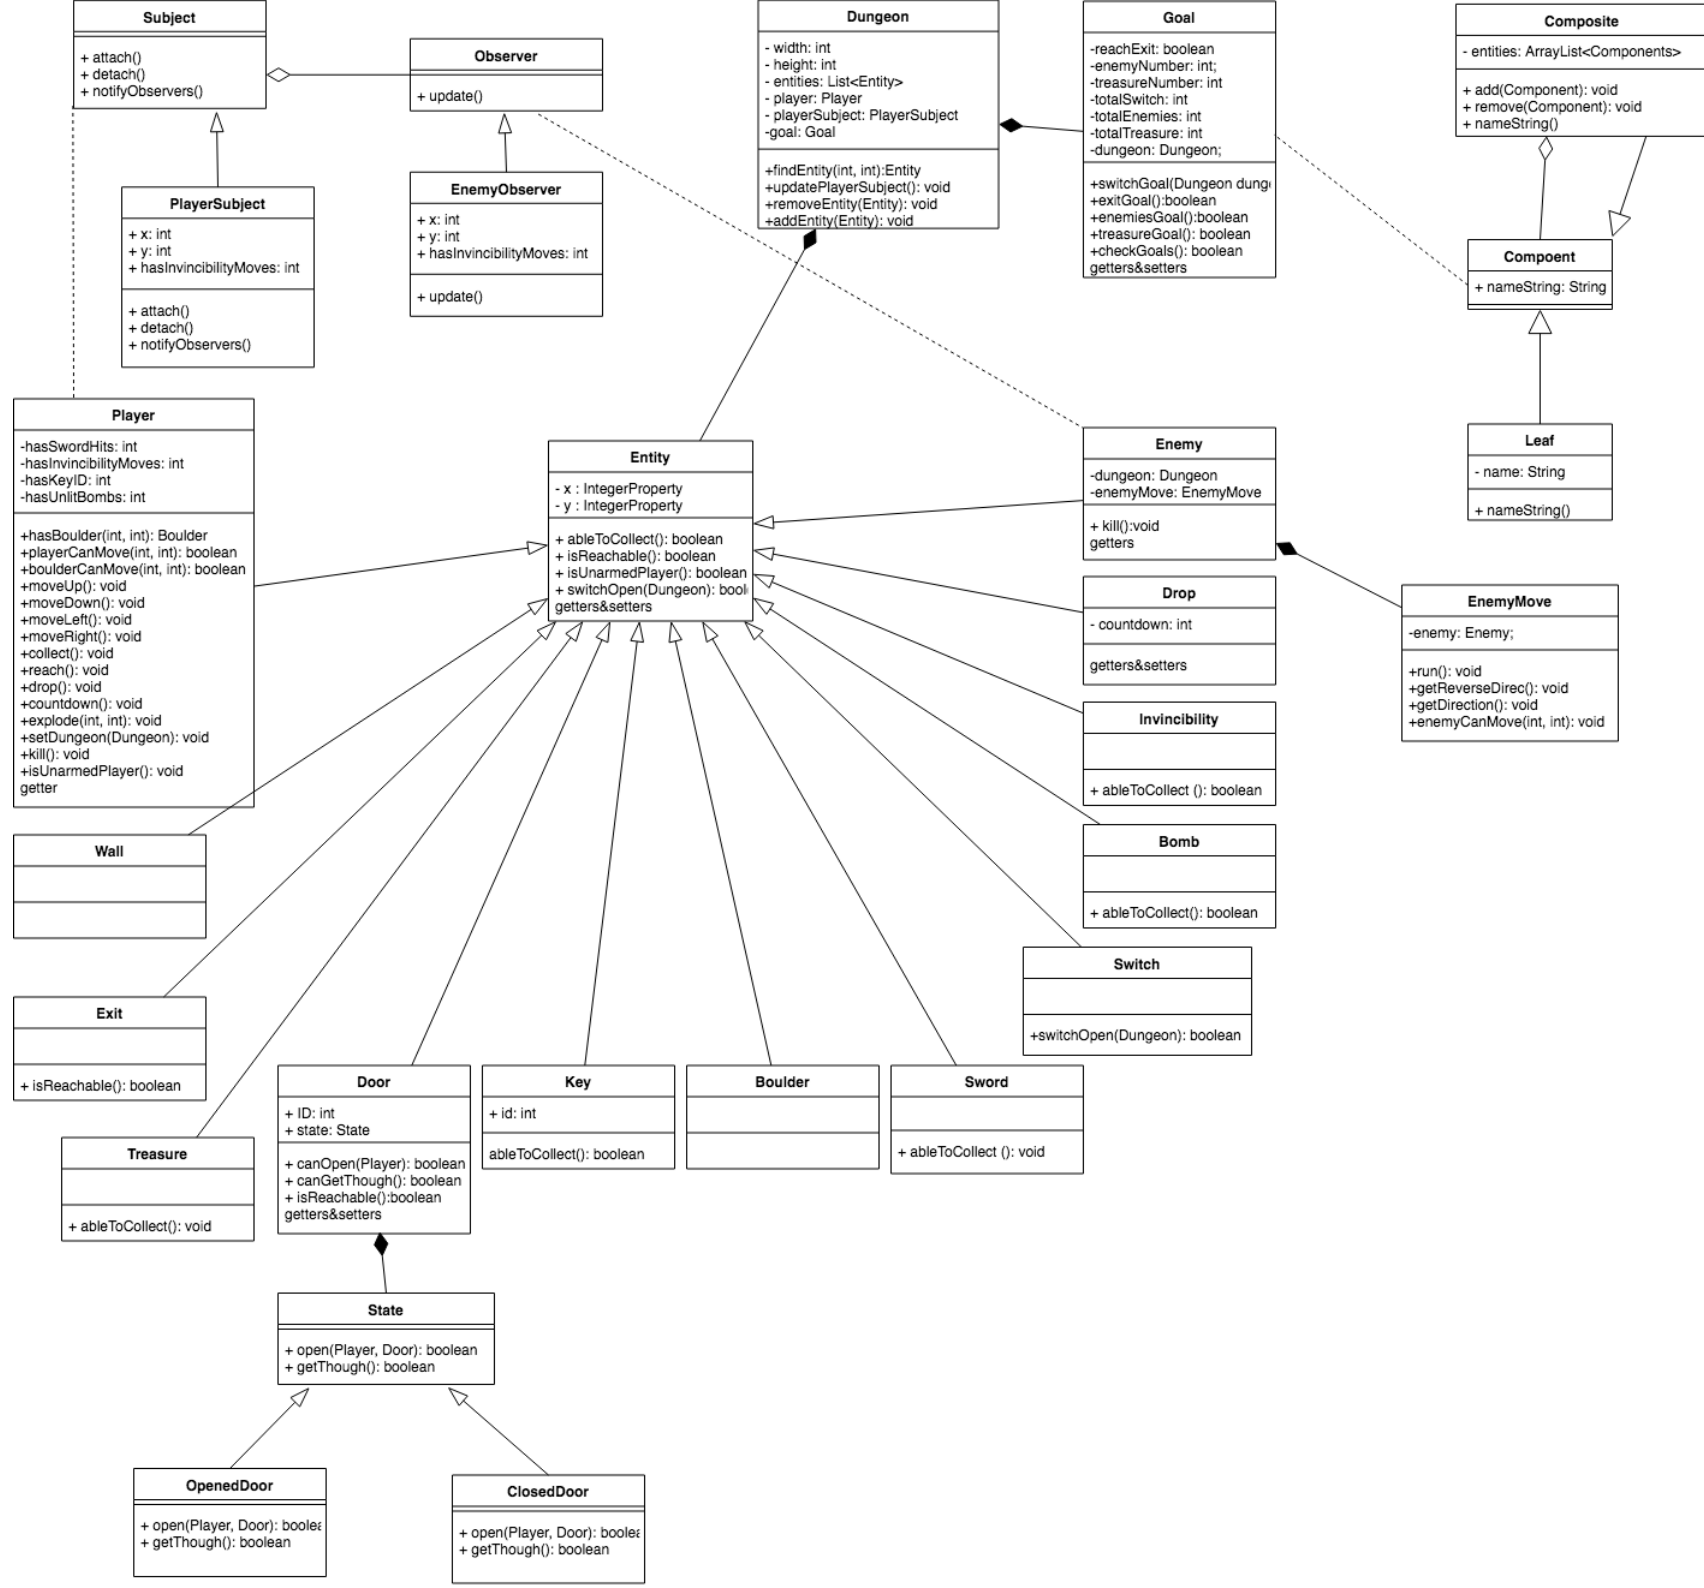 Subject
+ attach()
+ detach()
+ notifyObservers()
Observer
+ update()
PlayerSubject
+ x: int
+ y: int
+ hasInvincibilityMoves: int
+ attach()
+ detach()
+ notifyObservers()
EnemyObserver
+ x: int
+ y: int
+ hasInvincibilityMoves: int
+ update()
Dungeon
- width: int
- height: int
- entities: List<Entity>
- player: Player
- playerSubject: PlayerSubject
-goal: Goal
+findEntity(int, int):Entity
+updatePlayerSubject(): void
+removeEntity(Entity): void
+addEntity(Entity): void
Goal
-reachExit: boolean
-enemyNumber: int;
-treasureNumber: int
-totalSwitch: int
-totalEnemies: int
-totalTreasure: int
-dungeon: Dungeon;
+switchGoal(Dungeon dung
+exitGoal():boolean
+enemiesGoal():boolean
+treasureGoal(): boolean
+checkGoals(): boolean
getters&setters
Composite
- entities: ArrayList<Components>
+ add(Component): void
+ remove(Component): void
+ nameString()
Compoent
+ nameString: String
Leaf
- name: String
+ nameString()
Player
-hasSwordHits: int
-hasInvincibilityMoves: int
-hasKeyID: int
-hasUnlitBombs: int
+hasBoulder(int, int): Boulder
+playerCanMove(int, int): boolean
+boulderCanMove(int, int): boolean
+moveUp(): void
+moveDown(): void
+moveLeft(): void
+moveRight(): void
+collect(): void
+reach(): void
+drop(): void
+countdown(): void
+explode(int, int): void
+setDungeon(Dungeon): void
+kill(): void
+isUnarmedPlayer(): void
getter
Entity
- x : IntegerProperty
- y : IntegerProperty
+ ableToCollect(): boolean
+ isReachable(): boolean
+ isUnarmedPlayer(): boolean
+ switchOpen(Dungeon): bool
getters&setters
Enemy
-dungeon: Dungeon
-enemyMove: EnemyMove
+ kill():void
getters
Drop
- countdown: int
getters&setters
EnemyMove
-enemy: Enemy;
+run(): void
+getReverseDirec(): void
+getDirection(): void
+enemyCanMove(int, int): void
Invincibility
+ ableToCollect (): boolean
Bomb
+ ableToCollect(): boolean
Wall
Switch
+switchOpen(Dungeon): boolean
Exit
+ isReachable(): boolean
Treasure
+ ableToCollect(): void
Door
+ ID: int
+ state: State
+ canOpen(Player): boolean
+ canGetThough(): boolean
+ isReachable():boolean
getters&setters
Key
+ id: int
ableToCollect(): boolean
Boulder
Sword
+ ableToCollect (): void
State
+ open(Player, Door): boolean
+ getThough(): boolean
OpenedDoor
+ open(Player, Door): boole
+ getThough(): boolean
ClosedDoor
+ open(Player, Door): boole
+ getThough(): boolean